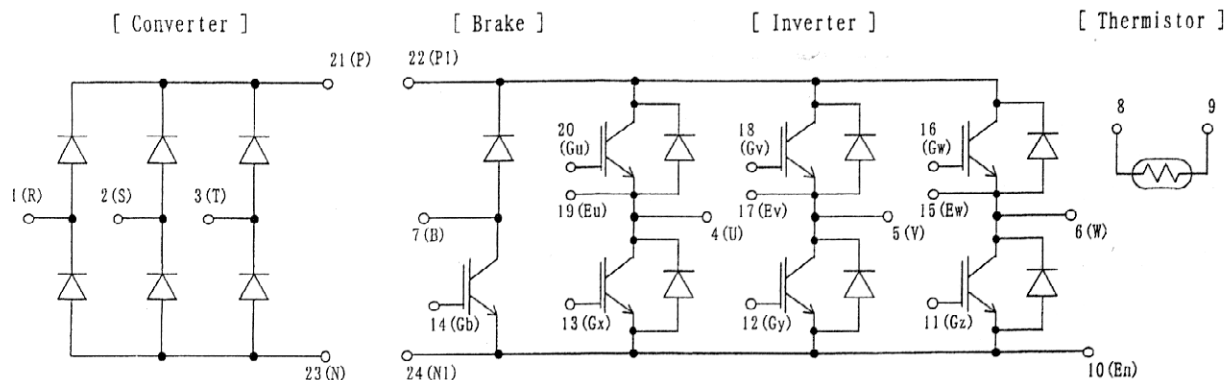 [ Converter ]
[ Brake ]
[ Inverter ]
[ Thermistor ]
21(P)
22(P1)
8
9
20
(Gu)
18
(Gv)
16
(Gw)
1(R)
2(S)
3(T)
19(Eu)
17(Ev)
15(Ew)
7(B)
4(U)
5(V)
6(W)
14(Gb)
13(Gx)
12(Gy)
11(Gz)
23(N)
24(N1)
10(En)